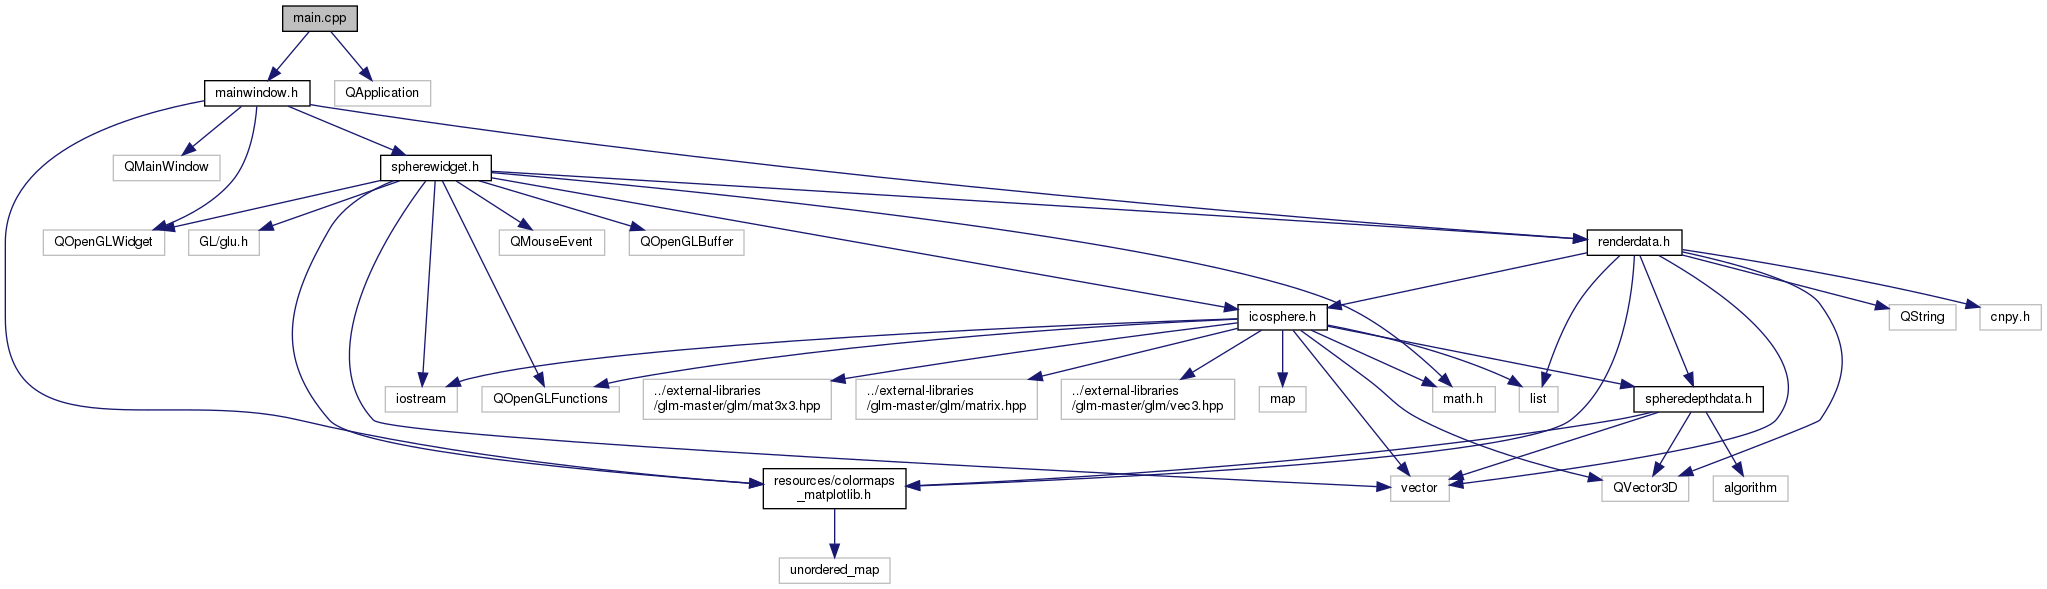 main.cpp
mainwindow.h
QApplication
QMainWindow
spherewidget.h
QOpenGLWidget
GL/glu.h
QMouseEvent
QOpenGLBuffer
renderdata.h
icosphere.h
QString
cnpy.h
iostream
QOpenGLFunctions
../external-libraries
/glm-master/glm/mat3x3.hpp
../external-libraries
/glm-master/glm/matrix.hpp
../external-libraries
/glm-master/glm/vec3.hpp
map
math.h
list
spheredepthdata.h
resources/colormaps
_matplotlib.h
vector
QVector3D
algorithm
unordered_map